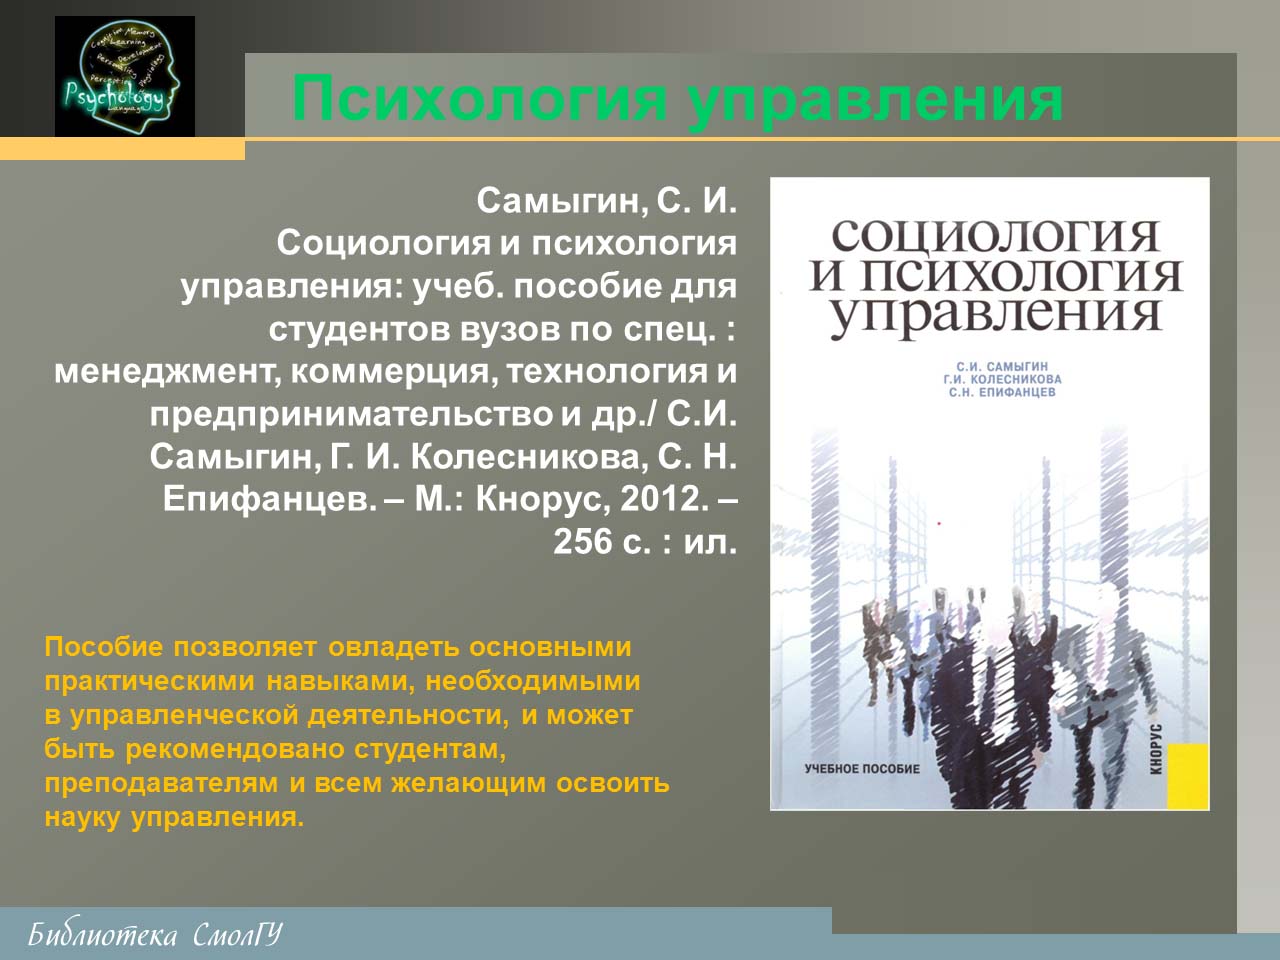 Cognitive Memory
Learning
Development
Personality
Physiology
Psychology
Language
Психология управления
Самыгин, С. И.
Социология и психология
управления: учеб. пособие для
студентов вузов по спец. :
менеджмент, коммерция, технология и
предпринимательство и др./ С.И.
Самыгин, Г. И. Колесникова, С. Н.
Епифанцев. – М.: Кнорус, 2012. –
256 с. : ил.
Пособие позволяет овладеть основными
практическими навыками, необходимыми
в управленческой деятельности, и может
быть рекомендовано студентам,
преподавателям и всем желающим освоить
науку управления.
социология
и психология
управления
С.И. САМЫГИН
Г.И. КОЛЕСНИКОВА
С.Н. ЕПИФАНЦЕВ
УЧЕБНОЕ ПОСОБИЕ
КНОРУС
Библиотека СмолГУ